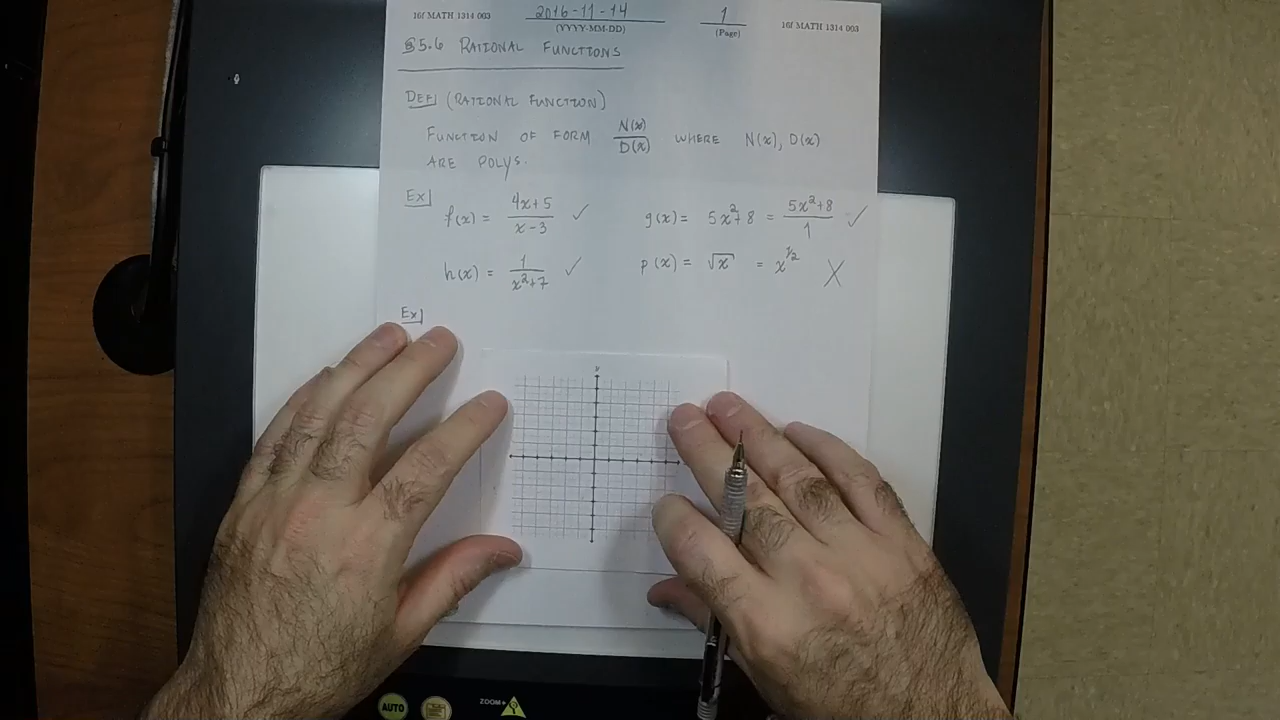 16f MATH 1314 003 2016-11-14 1 16f MATH 1314 003
(YYYY-MM-DD) (Page)
§5.6 RATIONAL FUNCTIONS
DEF (RATIONAL FUNCTION)
FUNCTION OF FORM N(x)/D(x) WHERE N(x), D(x)
ARE POLYS.
Ex
f(x) = (4x+5)/(x-3) ✓ g(x) = 5x²+8 = (5x²+8)/1 ✓
h(x) = 1/(x²+7) ✓ p(x) = √x = x^(1/2) X
Ex
y
AUTO
ZOOM+